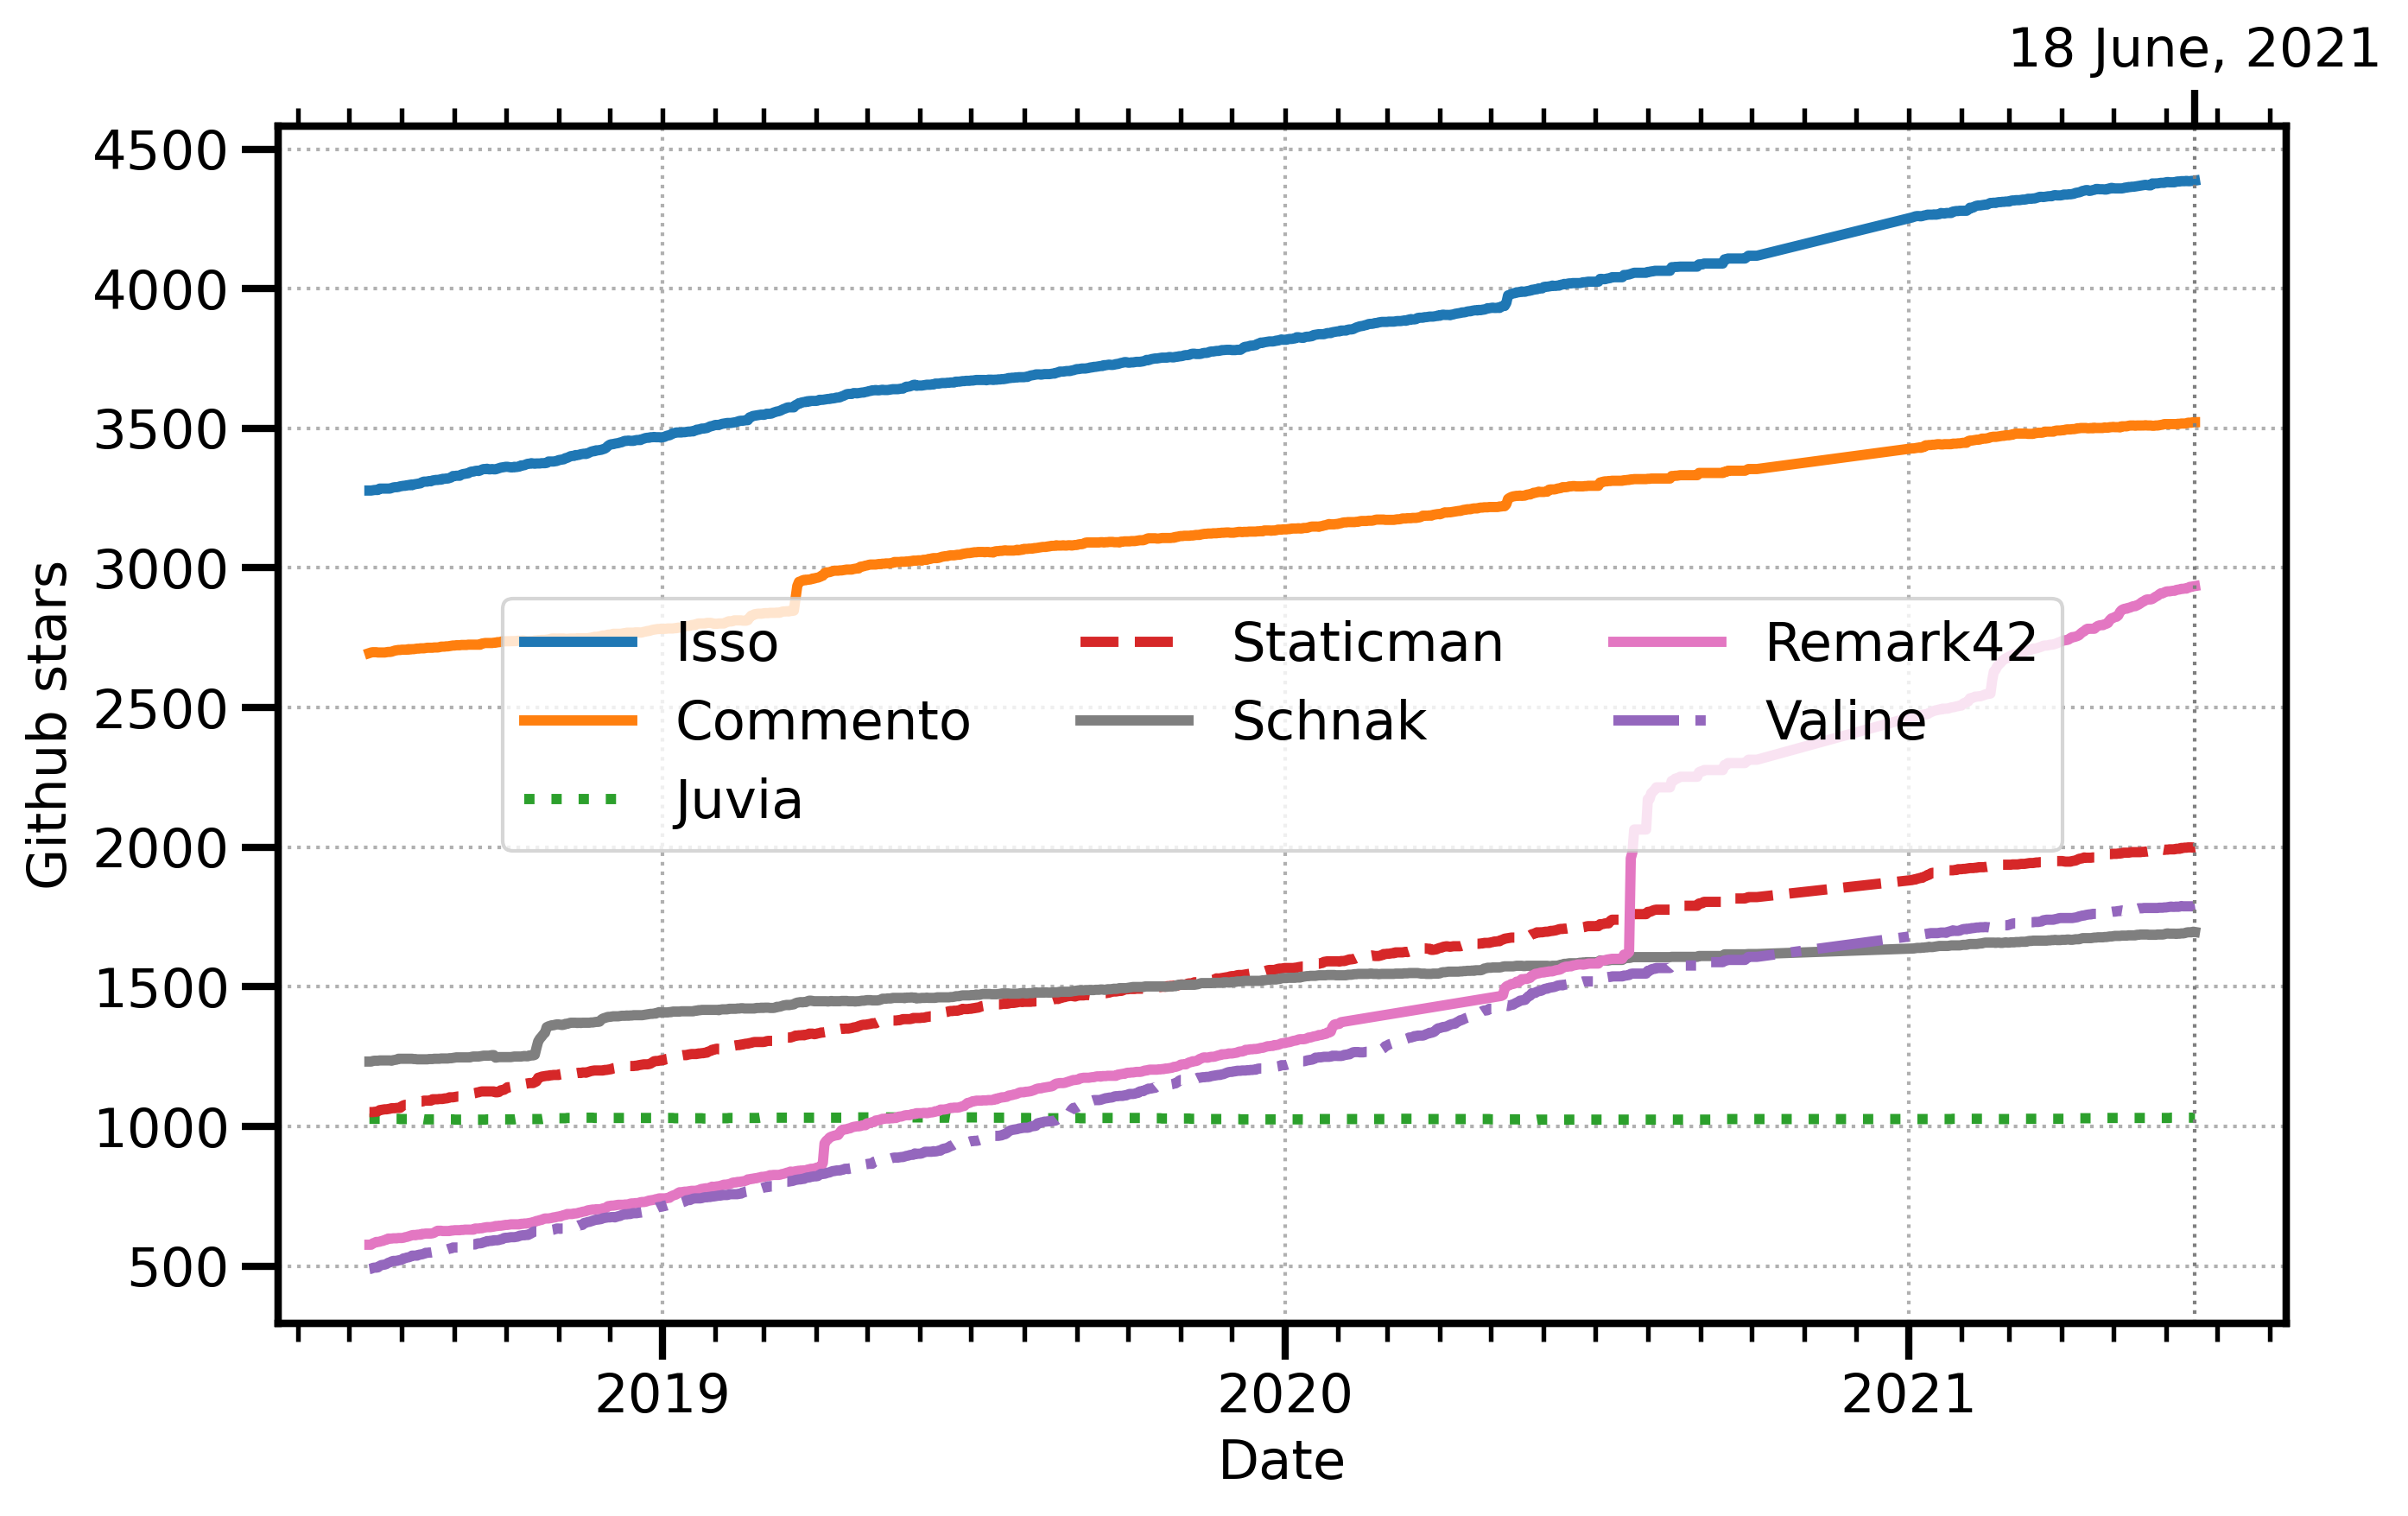 18 June, 2021
4500
4000
3500
3000
2500
2000
1500
1000
500
Github stars
Isso
Commento
Juvia
Staticman
Schnak
Remark42
Valine
2019
2020
2021
Date